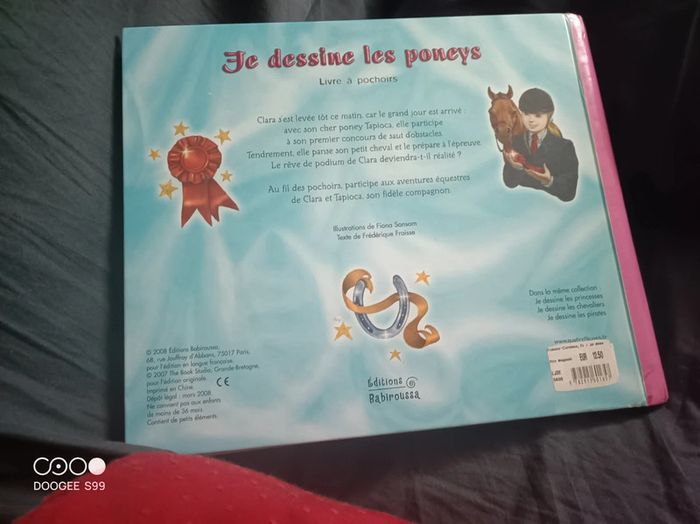 Je dessine les poneys
Livre à pochoirs
Clara s'est levée tôt ce matin, car le grand jour est arrivé :
avec son cher poney Tapioca, elle participe
à son premier concours de saut d'obstacles.
Tendrement, elle panse son petit cheval et le prépare à l'épreuve.
Le rêve de podium de Clara deviendra-t-il réalité ?
Au fil des pochoirs, participe aux aventures équestres
de Clara et Tapioca, son fidèle compagnon.
Illustrations de Fiona Sansom
Texte de Frédérique Fraisse
Dans la même collection :
Je dessine les princesses
Je dessine les chevaliers
Je dessine les pirates
© 2008 Éditions Babiroussa,
68, rue Jouffroy d'Abbans, 75017 Paris,
pour l'édition en langue française.
© 2007 The Book Studio, Grande-Bretagne,
pour l'édition originale.
Imprimé en Chine.
Dépôt légal : mars 2008.
Ne convient pas aux enfants
de moins de 36 mois.
Contient de petits éléments.
CE
Éditions
Babiroussa
EUR 12,50
DOOGEE S99